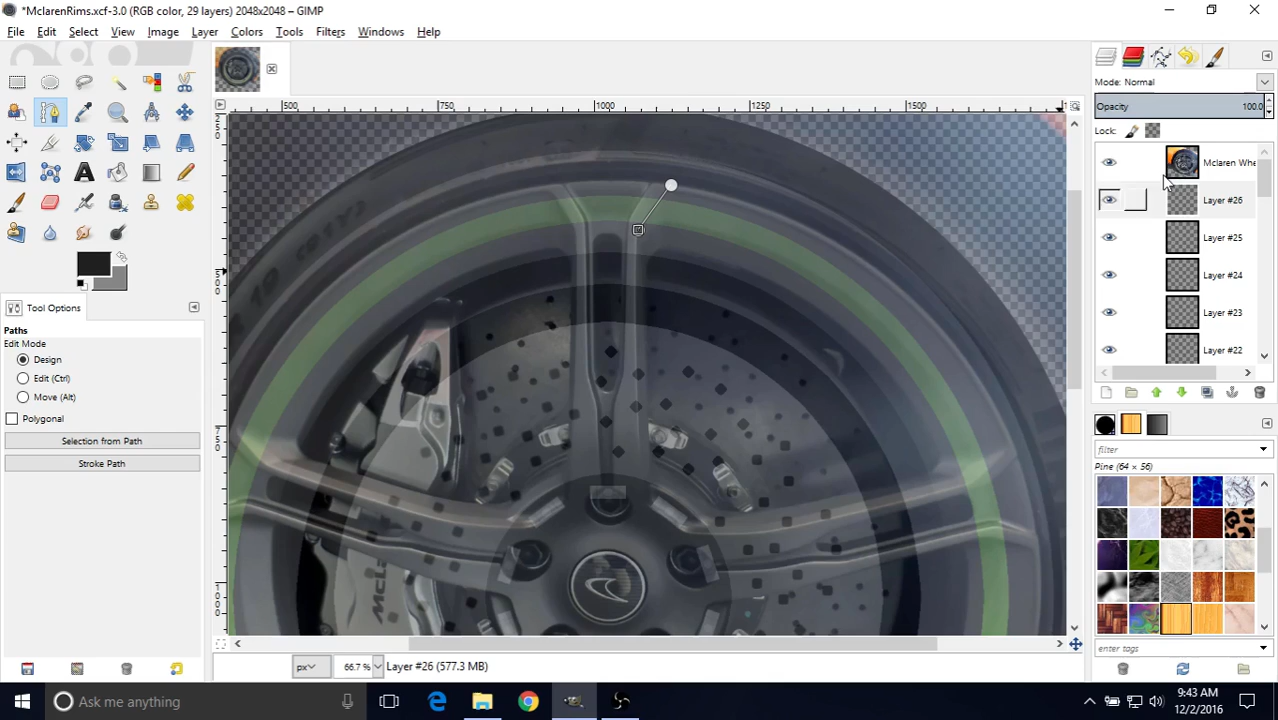 *MclarenRims.xcf-3.0 (RGB color, 29 layers) 2048x2048 – GIMP
File Edit Select View Image Layer Colors Tools Filters Windows Help
Mode: Normal
Opacity 100.0
Lock:
500 750 1000 1250 1500
Mclaren Whe
Layer #26
Layer #25
Layer #24
Layer #23
Layer #22
Tool Options
Paths
Edit Mode
Design
Edit (Ctrl)
Move (Alt)
Polygonal
Selection from Path
Stroke Path
250
500
750
1000
filter
Pine (64 × 56)
enter tags
px 66.7 % Layer #26 (577.3 MB)
Ask me anything
9:43 AM
12/2/2016